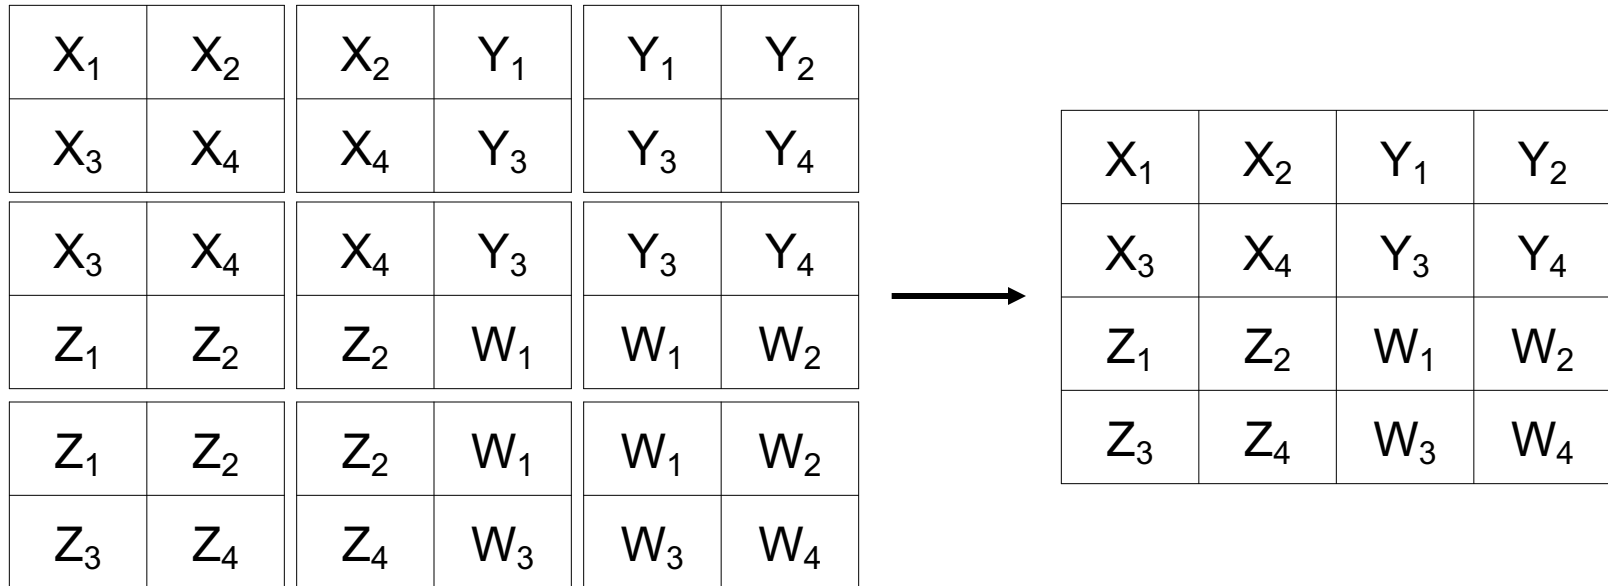 X₁ X₂ X₂ Y₁ Y₁ Y₂
X₃ X₄ X₄ Y₃ Y₃ Y₄
X₃ X₄ X₄ Y₃ Y₃ Y₄
Z₁ Z₂ Z₂ W₁ W₁ W₂
Z₁ Z₂ Z₂ W₁ W₁ W₂
Z₃ Z₄ Z₄ W₃ W₃ W₄
X₁ X₂ Y₁ Y₂
X₃ X₄ Y₃ Y₄
Z₁ Z₂ W₁ W₂
Z₃ Z₄ W₃ W₄